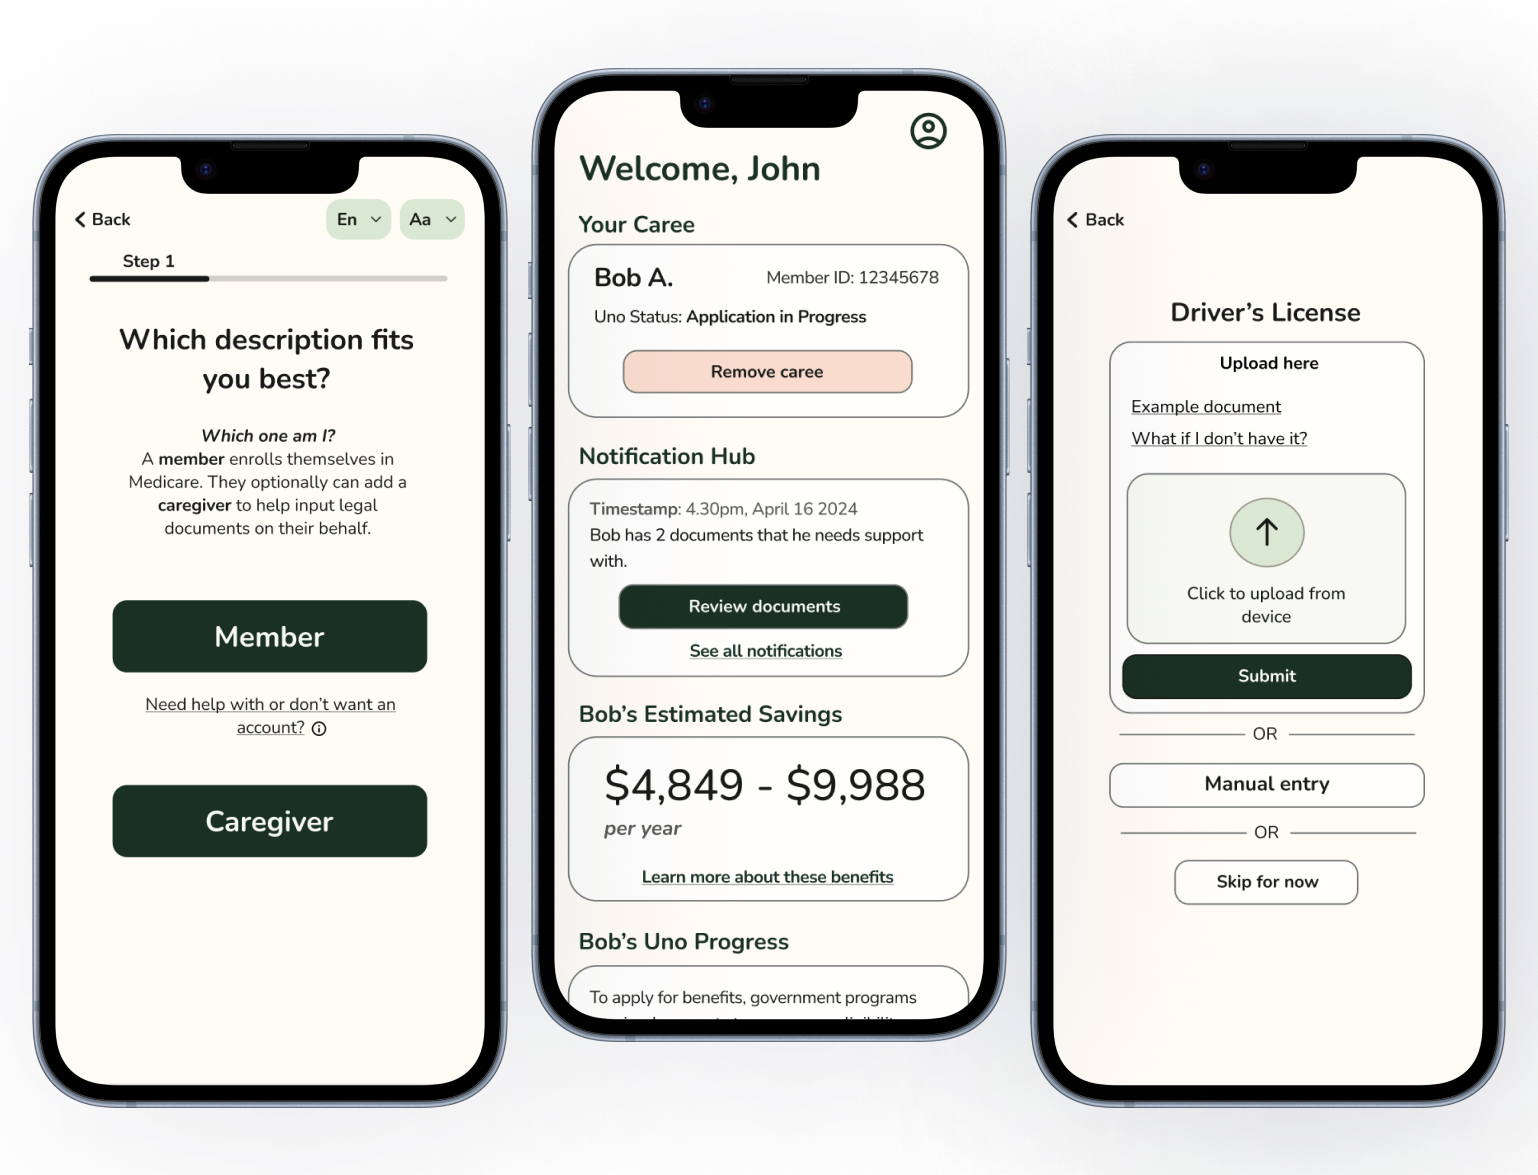 Back
En
Aa
Step 1
Which description fits
you best?
Which one am I?
A member enrolls themselves in
Medicare. They optionally can add a
caregiver to help input legal
documents on their behalf.
Member
Need help with or don't want an
account?
Caregiver
Welcome, John
Your Caree
Bob A.
Member ID: 12345678
Uno Status: Application in Progress
Remove caree
Notification Hub
Timestamp: 4.30pm, April 16 2024
Bob has 2 documents that he needs support
with.
Review documents
See all notifications
Bob's Estimated Savings
$4,849 - $9,988
per year
Learn more about these benefits
Bob's Uno Progress
To apply for benefits, government programs
Back
Driver's License
Upload here
Example document
What if I don't have it?
Click to upload from
device
Submit
OR
Manual entry
OR
Skip for now